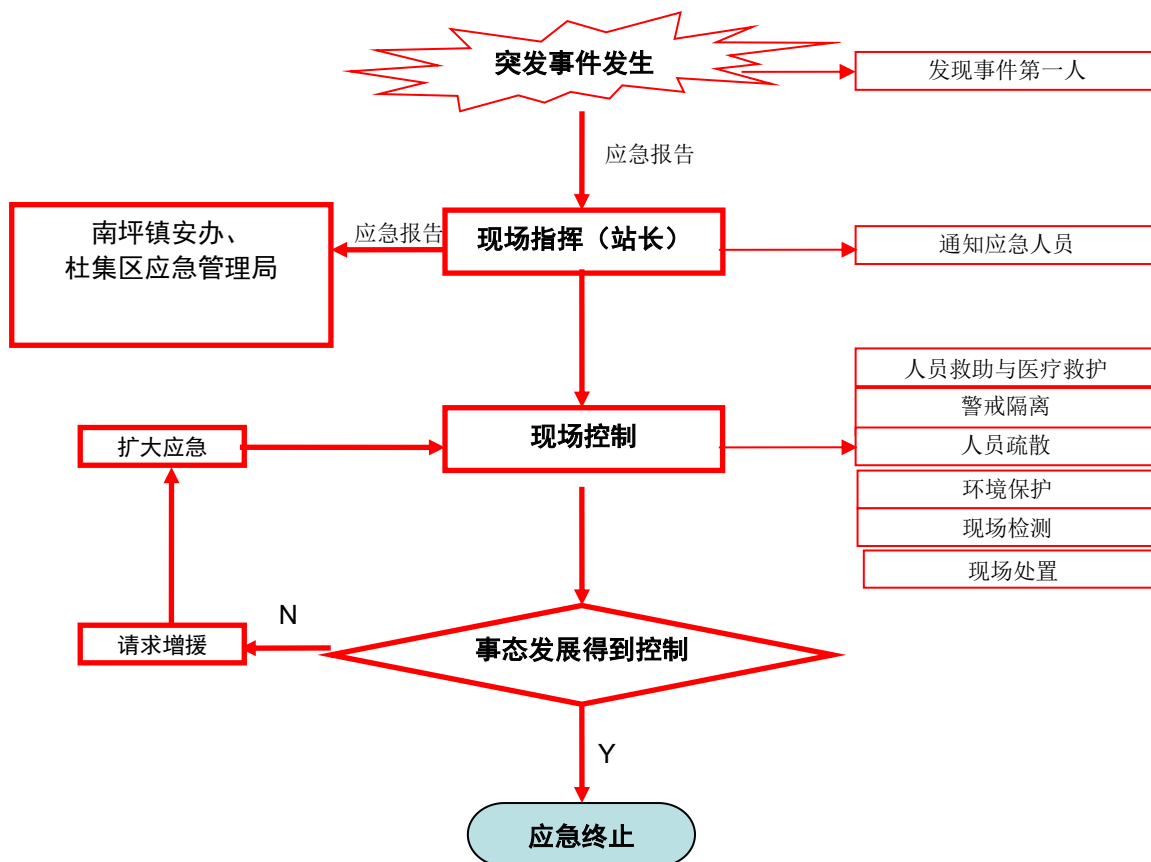 突发事件发生
发现事件第一人
应急报告
南坪镇安办、
杜集区应急管理局
应急报告
现场指挥（站长）
通知应急人员
人员救助与医疗救护
警戒隔离
扩大应急
现场控制
人员疏散
环境保护
现场检测
现场处置
N
请求增援
事态发展得到控制
Y
应急终止